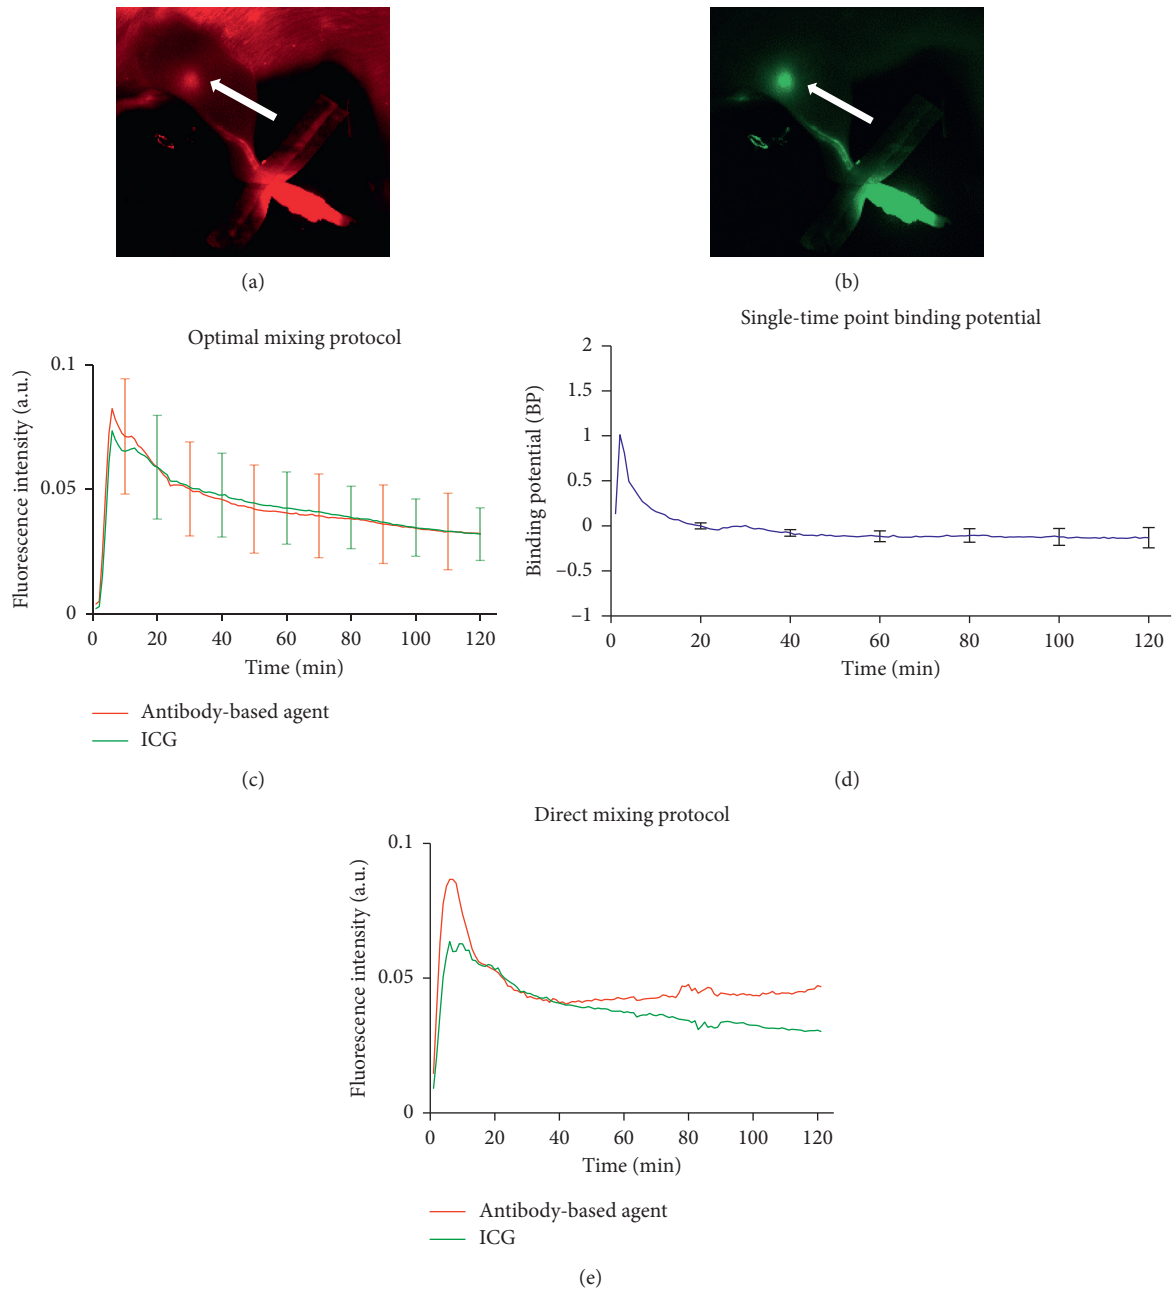 (a)
(b)
Optimal mixing protocol
Fluorescence intensity (a.u.)
0.1
0.05
0
0 20 40 60 80 100 120
Time (min)
Antibody-based agent
ICG
(c)
Single-time point binding potential
Binding potential (BP)
2
1.5
1
0.5
0
−0.5
−1
0 20 40 60 80 100 120
Time (min)
(d)
Direct mixing protocol
Fluorescence intensity (a.u.)
0.1
0.05
0
0 20 40 60 80 100 120
Time (min)
Antibody-based agent
ICG
(e)